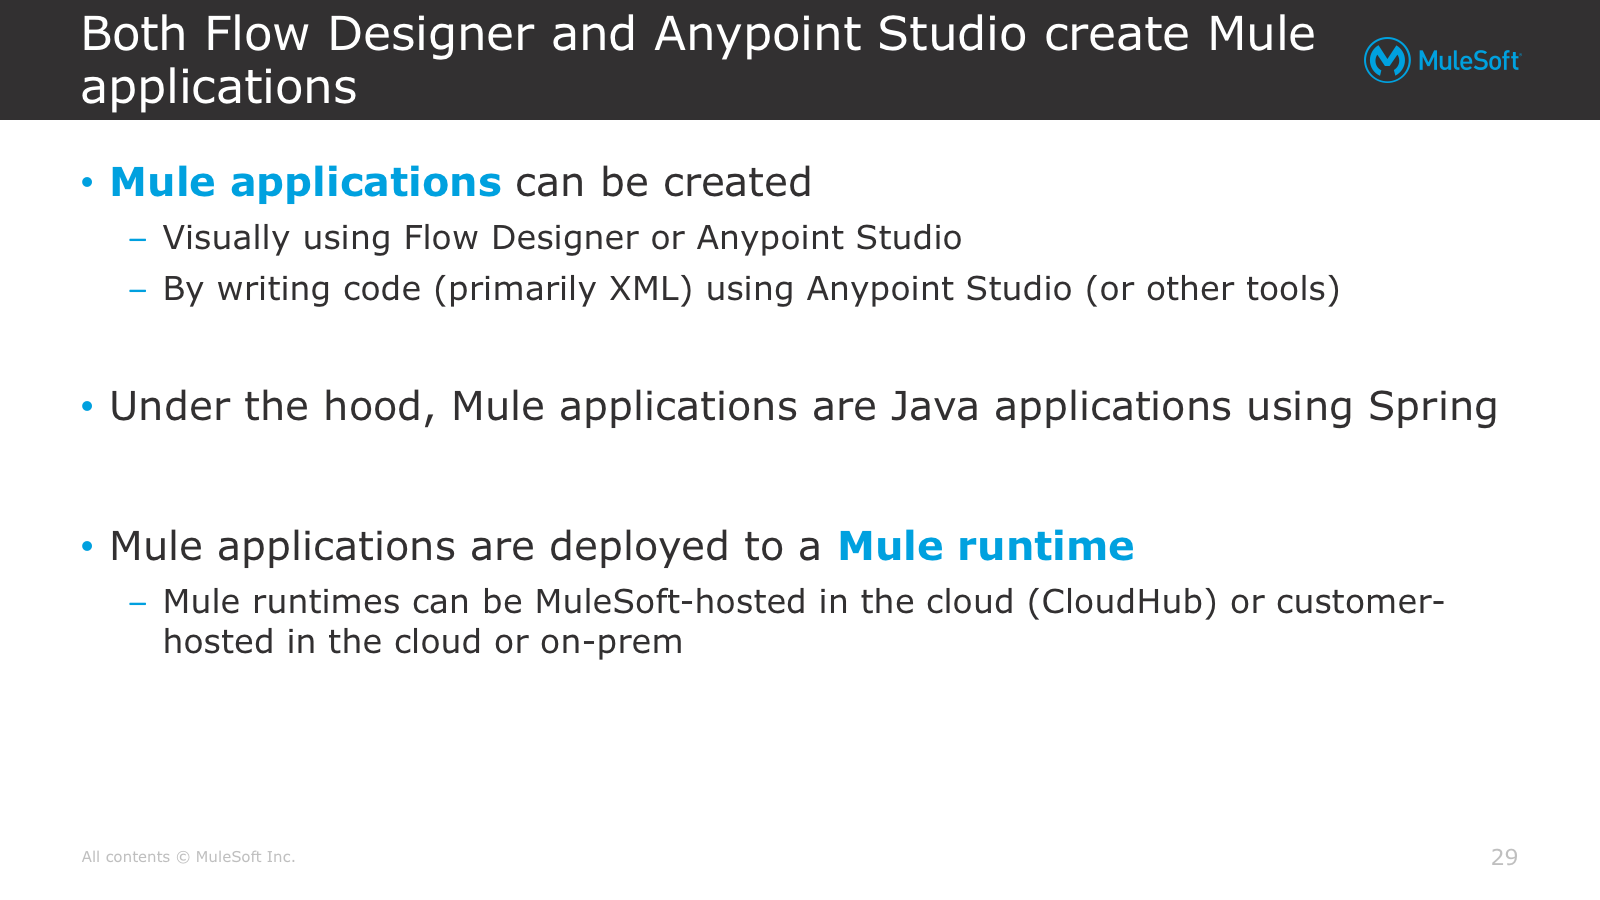 Both Flow Designer and Anypoint Studio create Mule
applications
MuleSoft
• Mule applications can be created
– Visually using Flow Designer or Anypoint Studio
– By writing code (primarily XML) using Anypoint Studio (or other tools)
• Under the hood, Mule applications are Java applications using Spring
• Mule applications are deployed to a Mule runtime
– Mule runtimes can be MuleSoft-hosted in the cloud (CloudHub) or customer-
hosted in the cloud or on-prem
All contents © MuleSoft Inc.
29